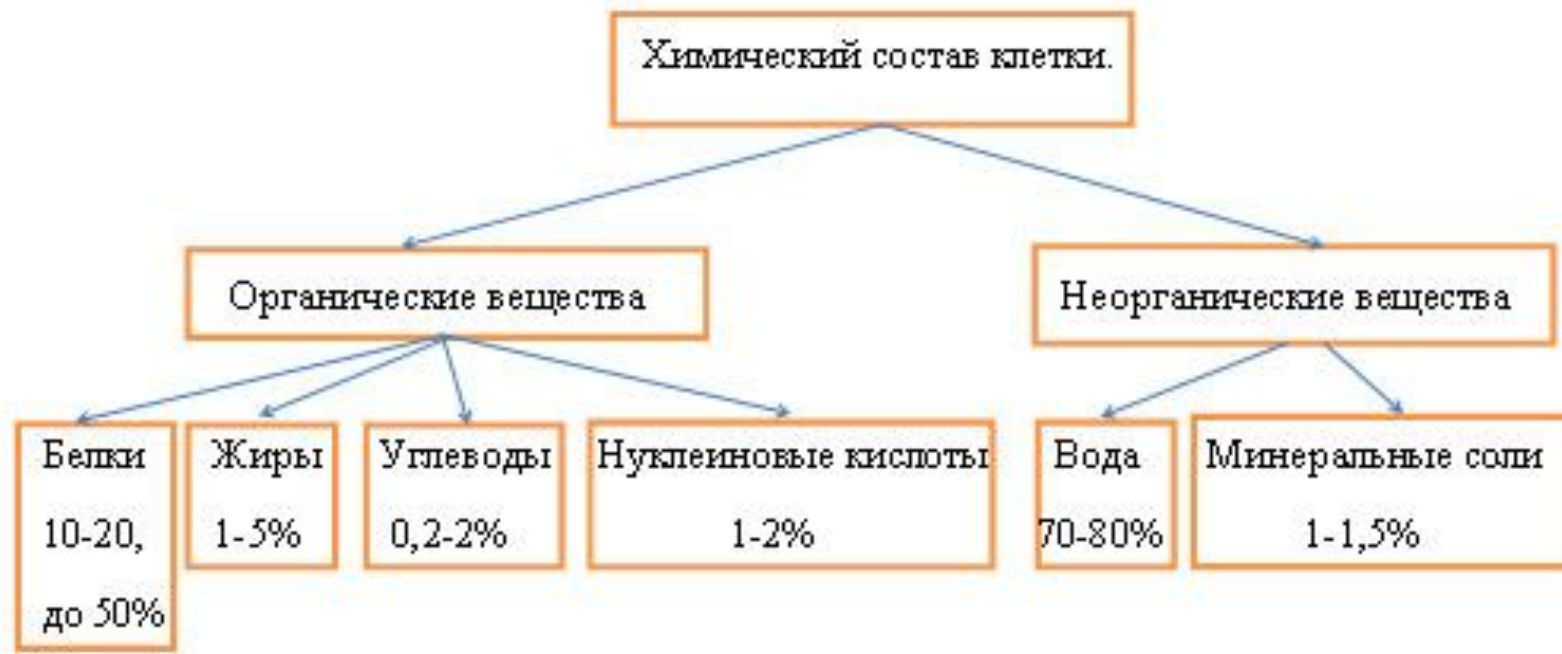 Химический состав клетки.
Органические вещества
Неорганические вещества
Белки
10-20,
до 50%
Жиры
1-5%
Углеводы
0,2-2%
Нуклеиновые кислоты
1-2%
Вода
70-80%
Минеральные соли
1-1,5%